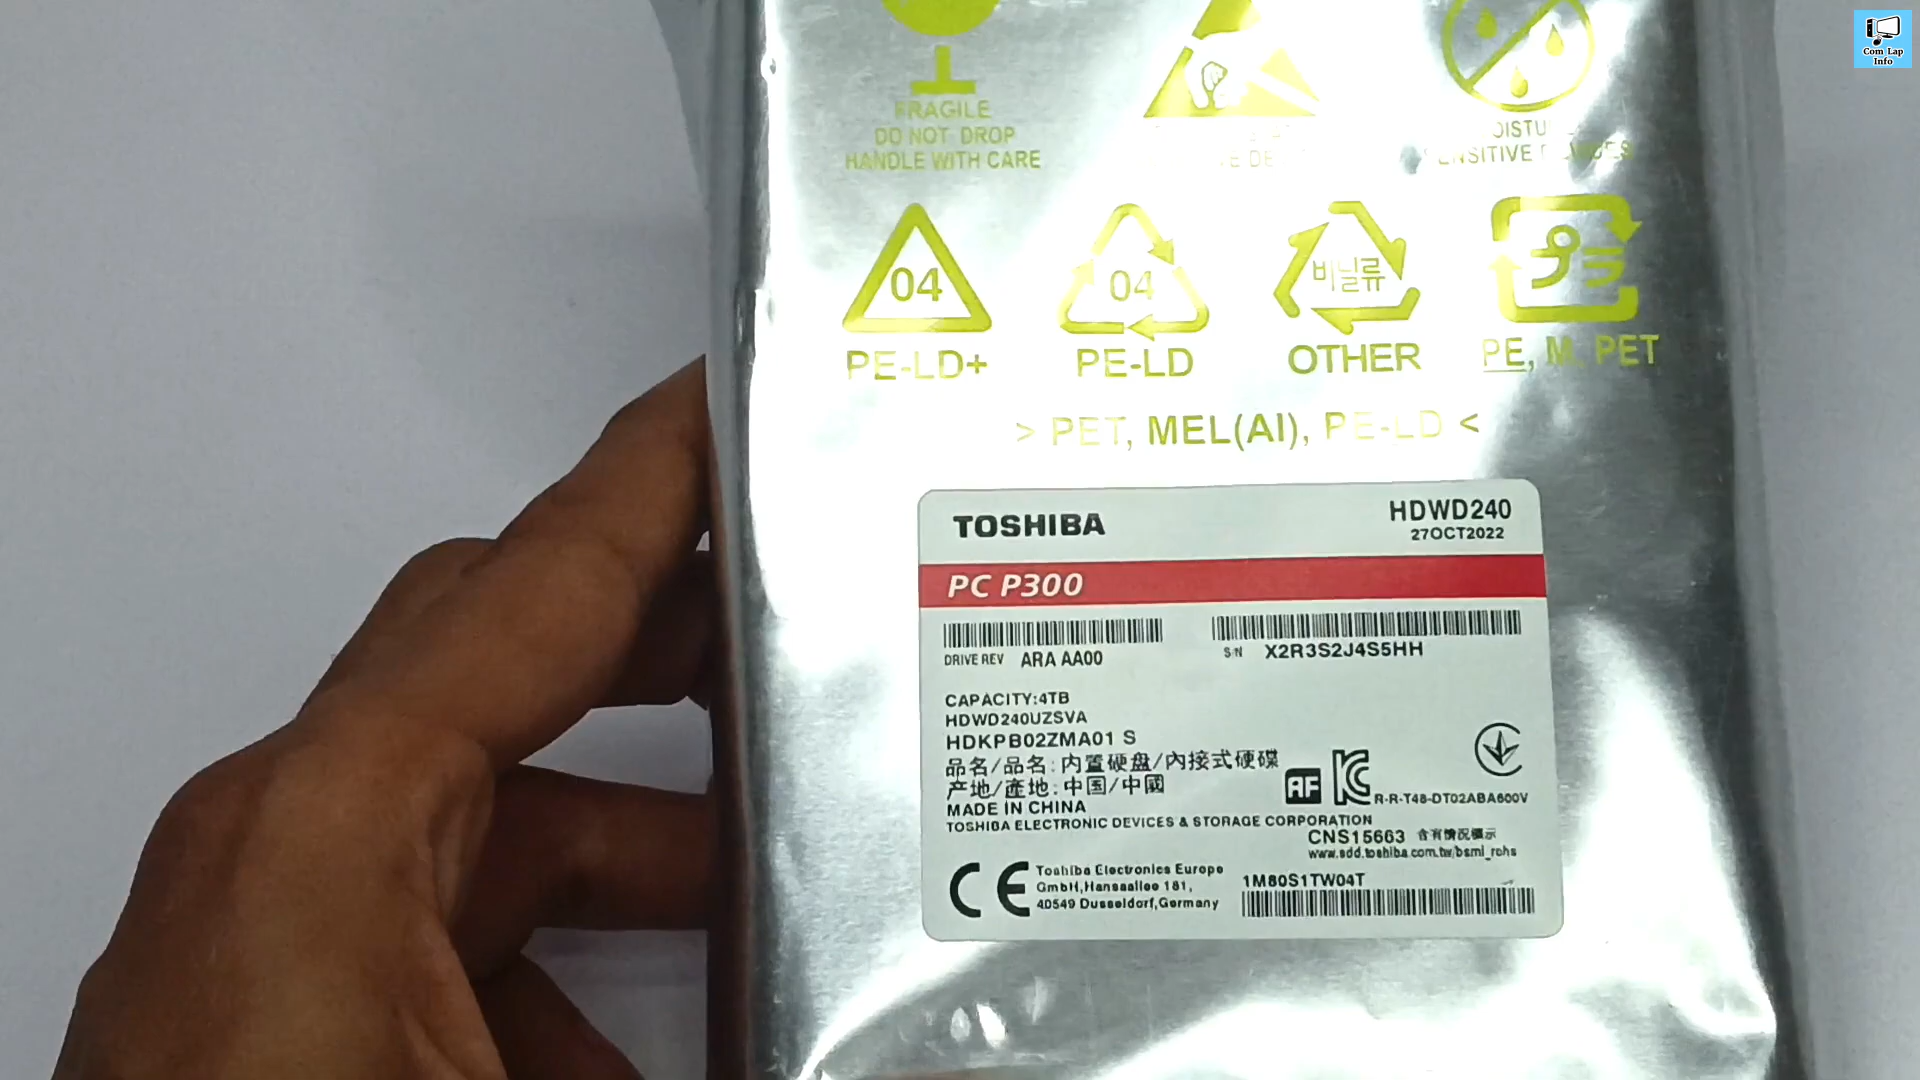 Com Lap
Info
FRAGILE
DO NOT DROP
HANDLE WITH CARE
04
04
비닐류
プラ
PE-LD+
PE-LD
OTHER
PE, M, PET
> PET, MEL(Al), PE-LD <
TOSHIBA
HDWD240
27OCT2022
PC P300
DRIVE REV ARA AA00
S/N X2R3S2J4S5HH
CAPACITY:4TB
HDWD240UZSVA
HDKPB02ZMA01 S
品名/品名:内置硬盘/內接式硬碟
产地/產地:中国/中國
MADE IN CHINA
AF
R-R-T48-DT02ABA600V
TOSHIBA ELECTRONIC DEVICES & STORAGE CORPORATION
CNS15663 含有情況標示
www.sdd.toshiba.com.tw/bsmi_rohs
CE
Toshiba Electronics Europe
GmbH,Hansaallee 181,
40549 Dusseldorf,Germany
1M80S1TW04T